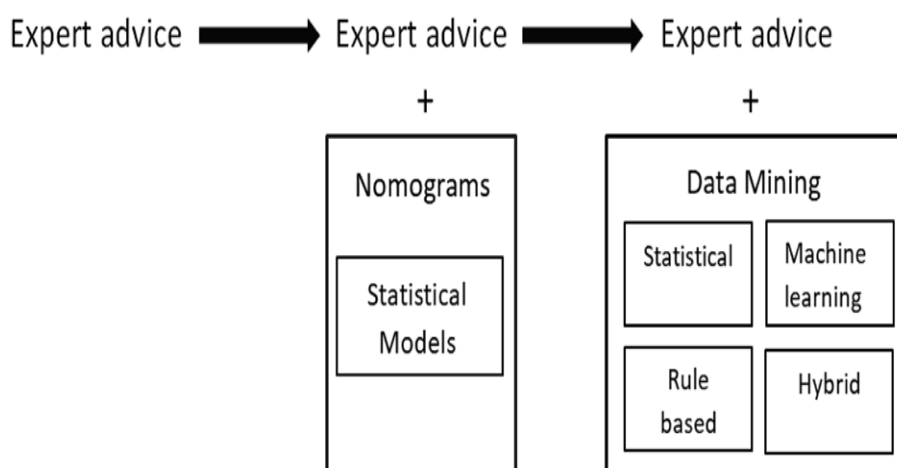 Expert advice Expert advice Expert advice
+ +
Nomograms
Statistical
Models
Data Mining
Statistical
Machine
learning
Rule
based
Hybrid